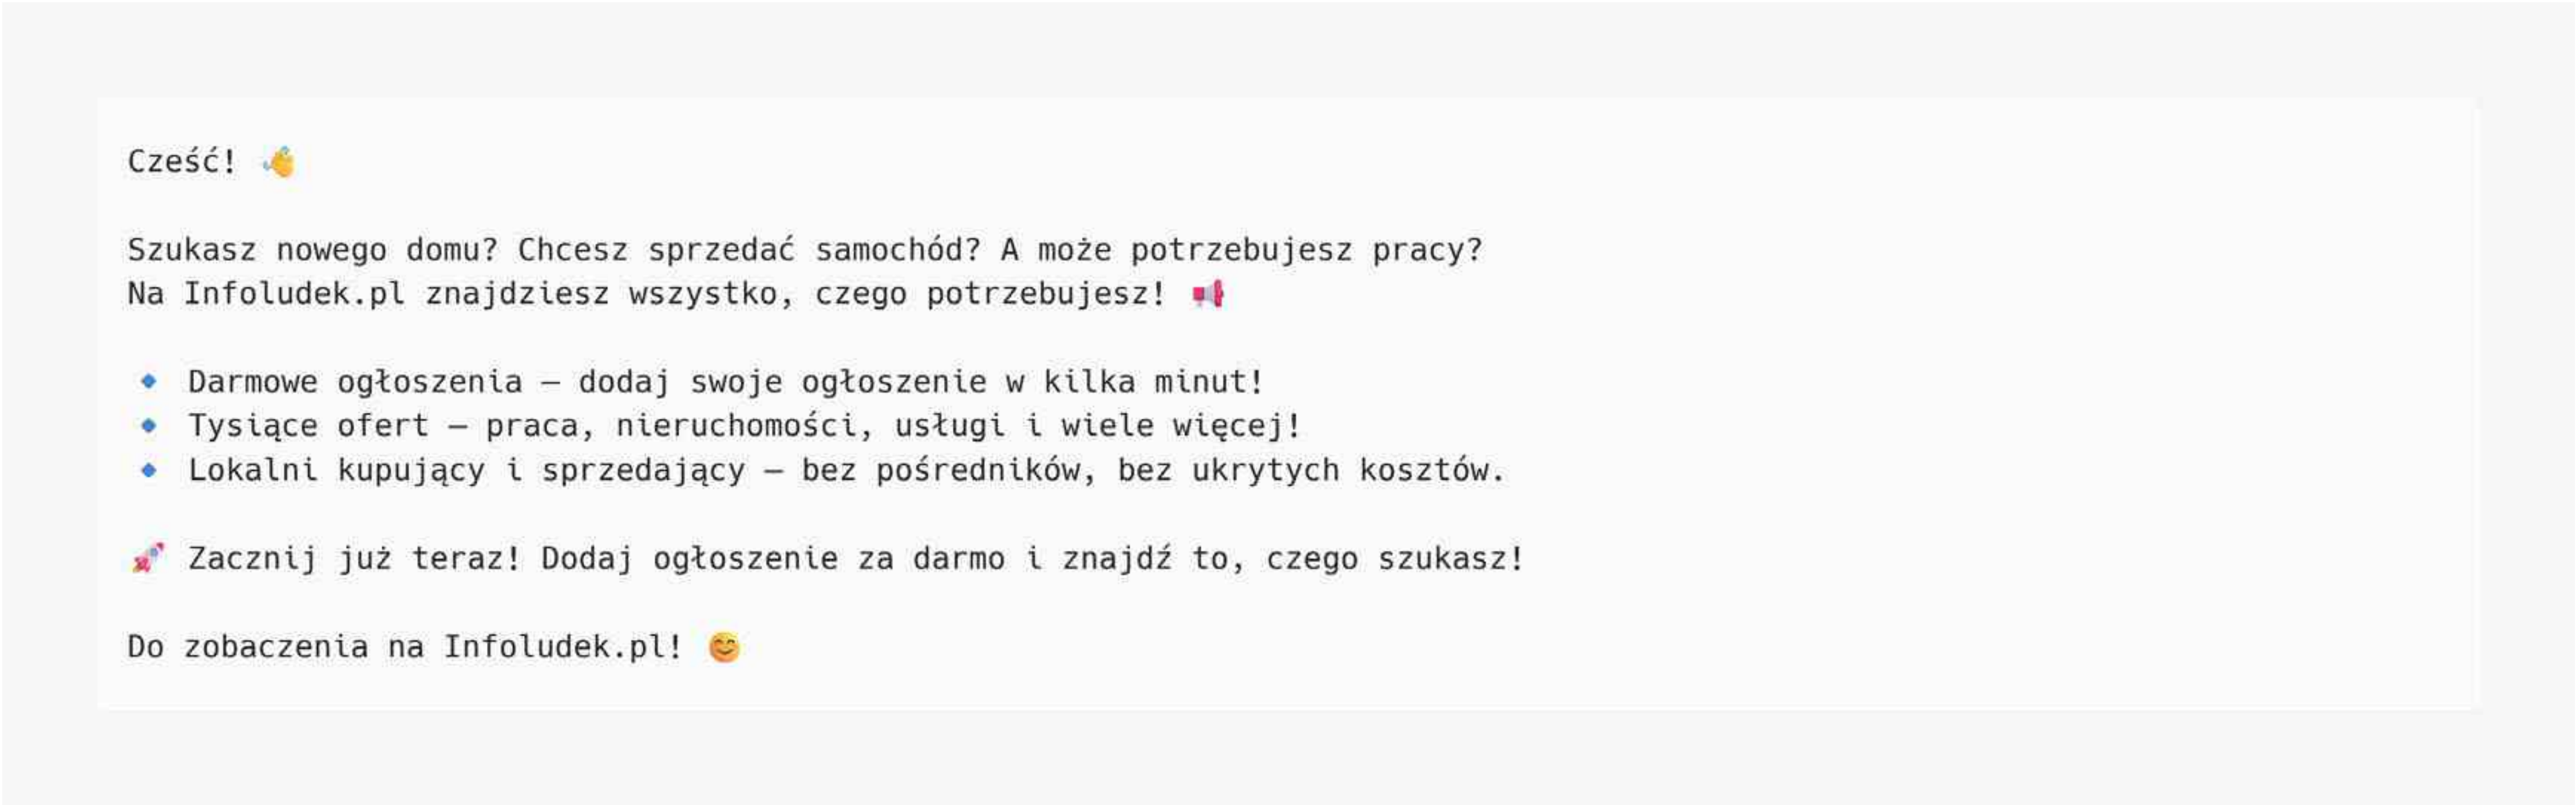 Cześć! 👋
Szukasz nowego domu? Chcesz sprzedać samochód? A może potrzebujesz pracy?
Na Infoludek.pl znajdziesz wszystko, czego potrzebujesz! 📢
🔹 Darmowe ogłoszenia – dodaj swoje ogłoszenie w kilka minut!
🔹 Tysiące ofert – praca, nieruchomości, usługi i wiele więcej!
🔹 Lokalni kupujący i sprzedający – bez pośredników, bez ukrytych kosztów.
🚀 Zacznij już teraz! Dodaj ogłoszenie za darmo i znajdź to, czego szukasz!
Do zobaczenia na Infoludek.pl! 😊